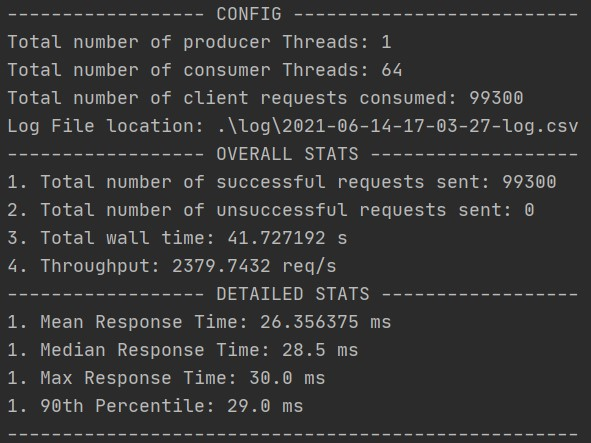 ------------------ CONFIG --------------------------
Total number of producer Threads: 1
Total number of consumer Threads: 64
Total number of client requests consumed: 99300
Log File location: .\log\2021-06-14-17-03-27-log.csv
------------------ OVERALL STATS -------------------
1. Total number of successful requests sent: 99300
2. Total number of unsuccessful requests sent: 0
3. Total wall time: 41.727192 s
4. Throughput: 2379.7432 req/s
------------------ DETAILED STATS ------------------
1. Mean Response Time: 26.356375 ms
1. Median Response Time: 28.5 ms
1. Max Response Time: 30.0 ms
1. 90th Percentile: 29.0 ms
----------------------------------------------------